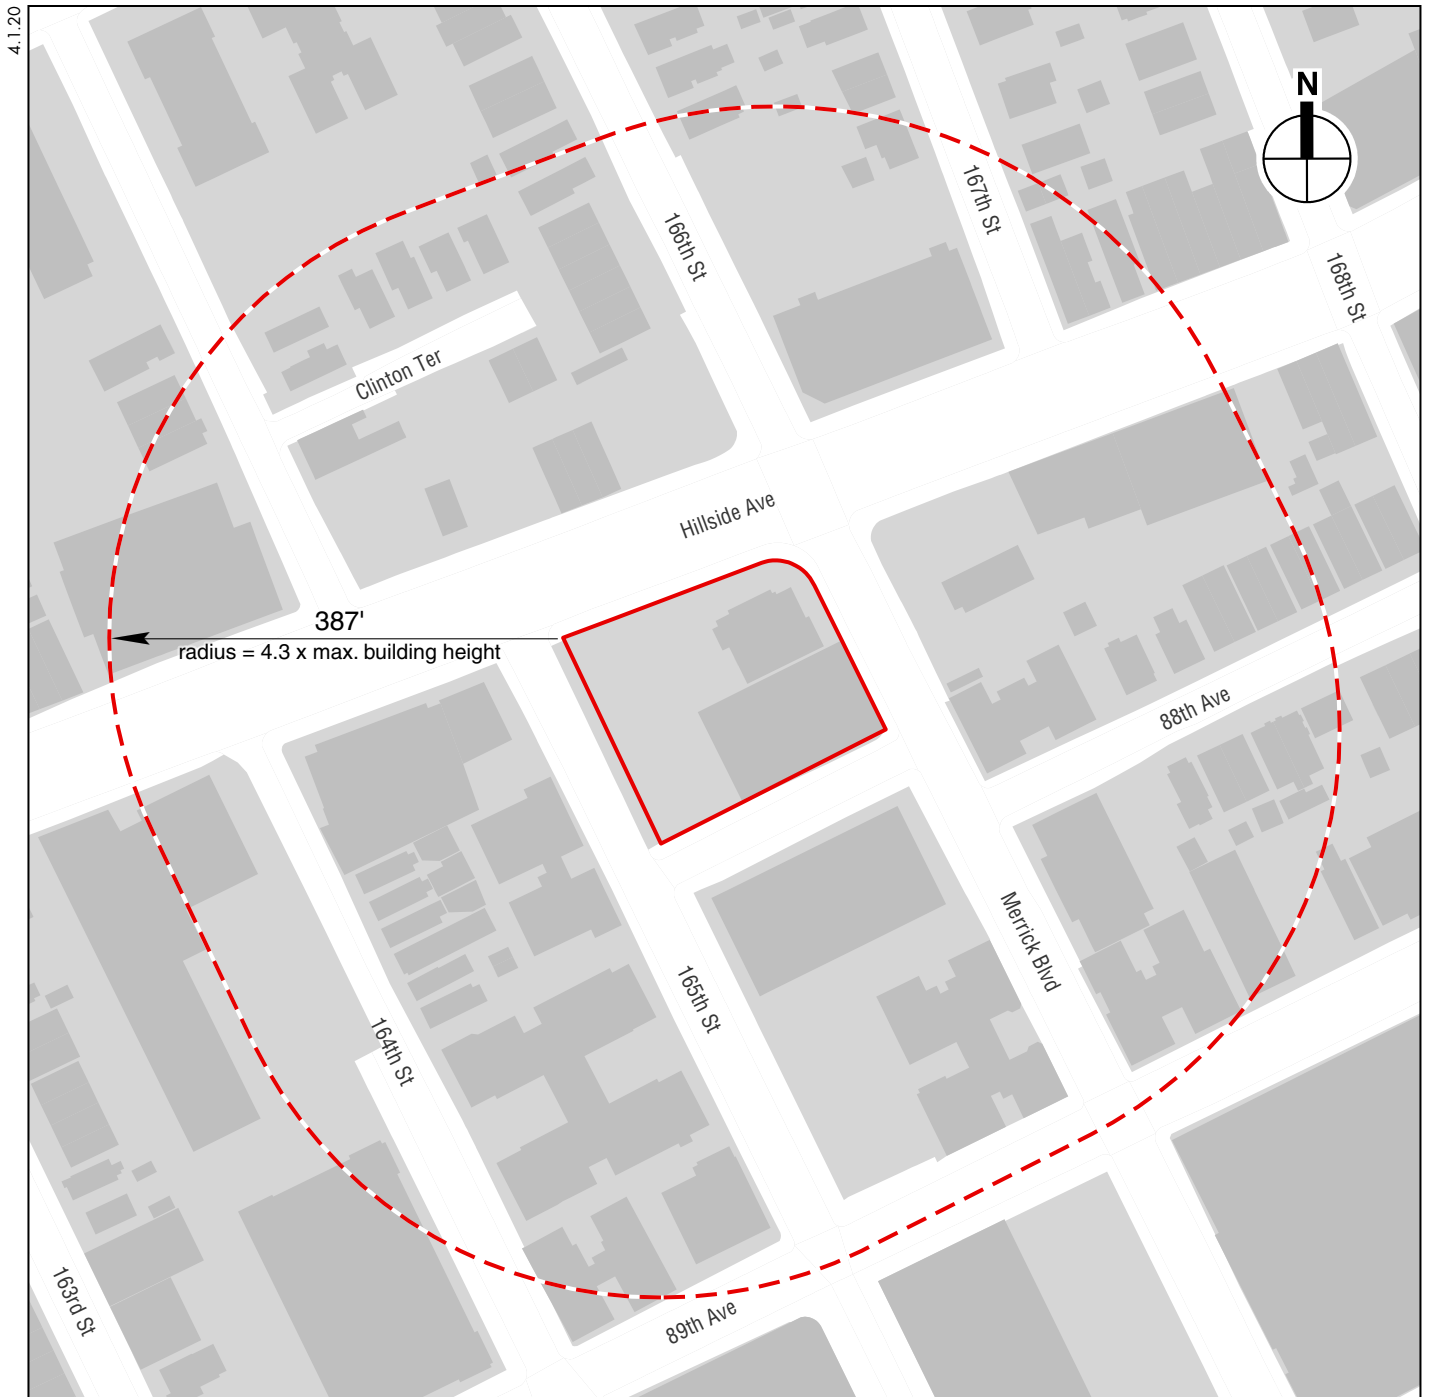 4.1.20
N
167th St
166th St
168th St
Clinton Ter
Hillside Ave
387'
radius = 4.3 x max. building height
88th Ave
Merrick Blvd
165th St
164th St
163rd St
89th Ave